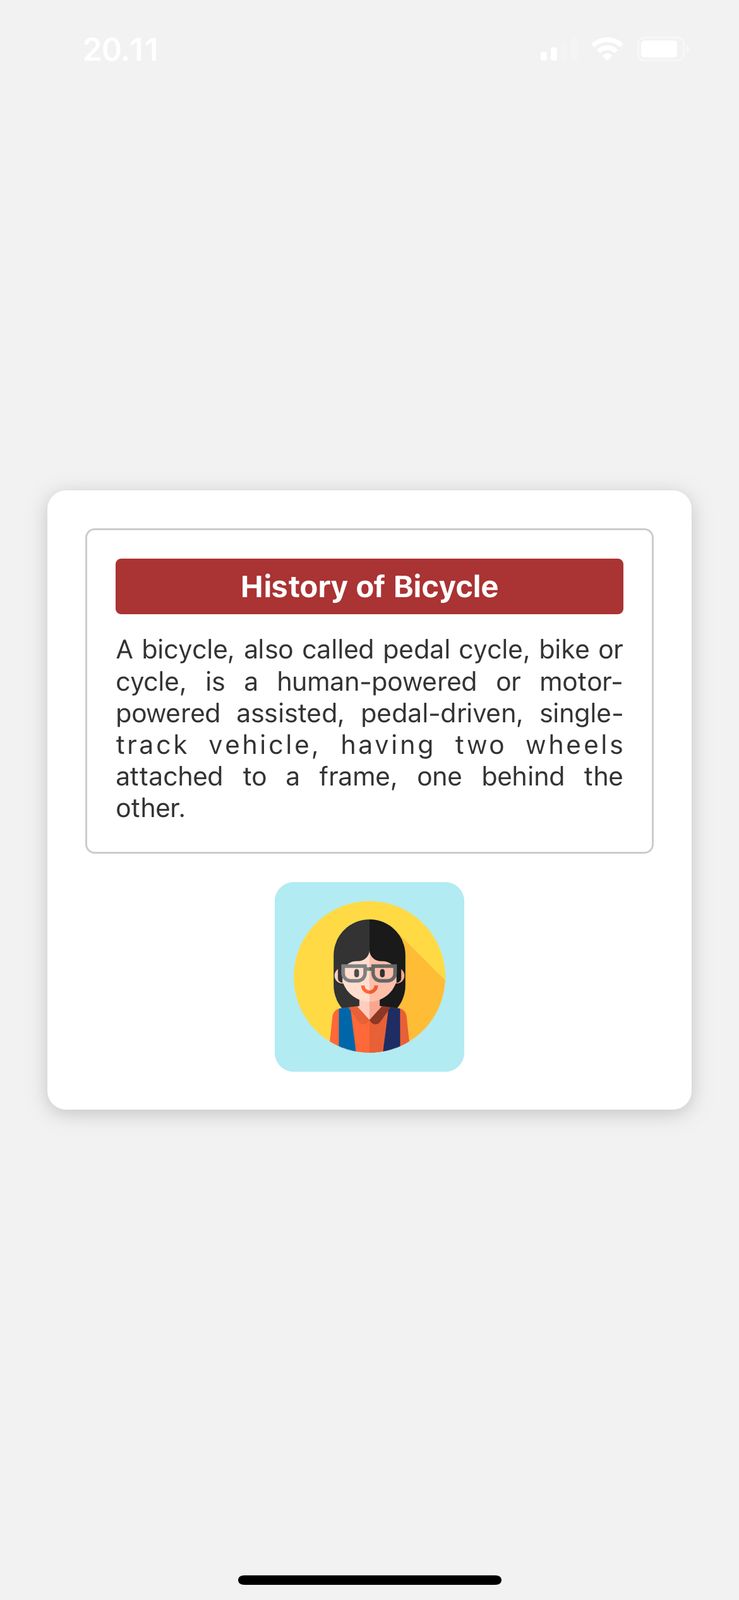 20.11
History of Bicycle
A bicycle, also called pedal cycle, bike or
cycle, is a human-powered or motor-
powered assisted, pedal-driven, single-
track vehicle, having two wheels
attached to a frame, one behind the
other.